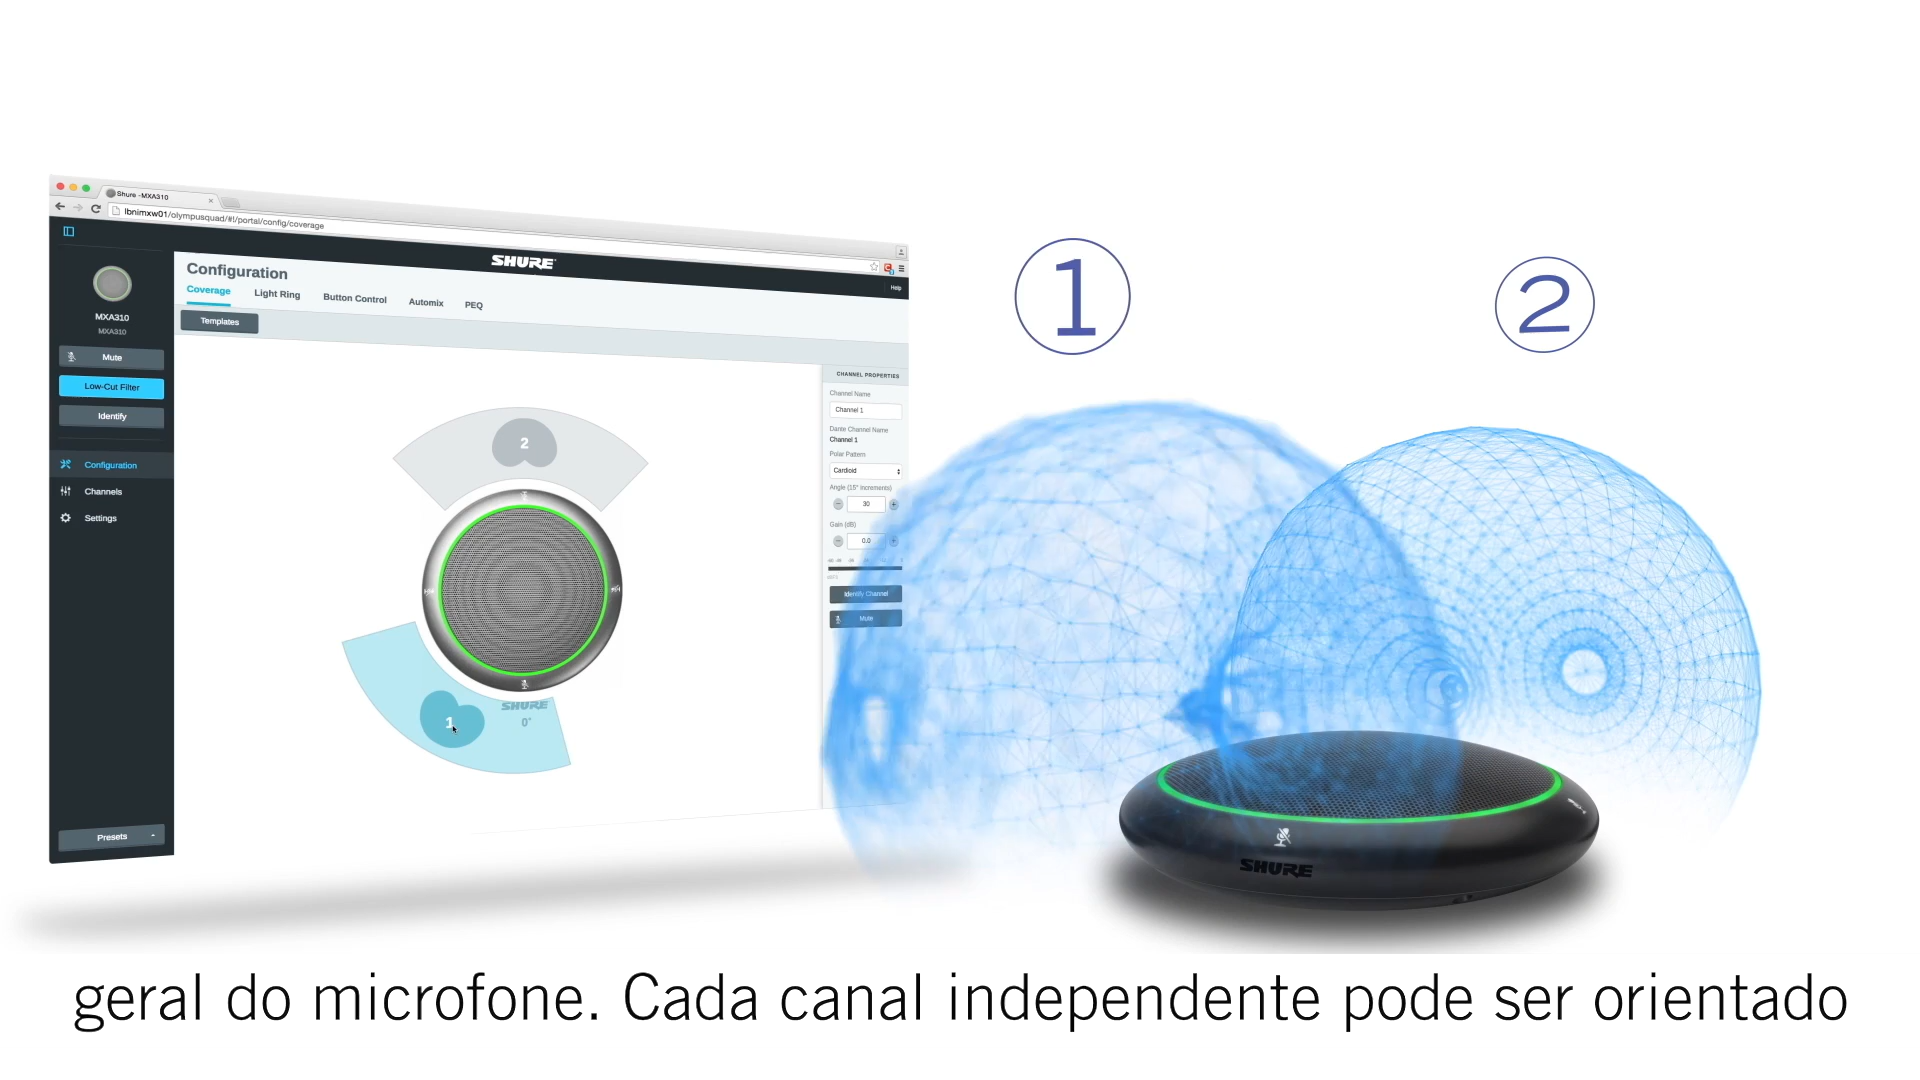 Shure -MXA310
lbnimxw01/olympusquad/#!/portal/config/coverage
SHURE
Help
MXA310
MXA310
Mute
Low-Cut Filter
Identify
Configuration
Channels
Settings
Presets
Configuration
Coverage
Light Ring
Button Control
Automix
PEQ
Templates
2
1
SHURE
0°
CHANNEL PROPERTIES
Channel Name
Channel 1
Dante Channel Name
Channel 1
Polar Pattern
Cardioid
Angle (15° increments)
30
Gain (dB)
0.0
Identify Channel
Mute
1
2
SHURE
geral do microfone. Cada canal independente pode ser orientado